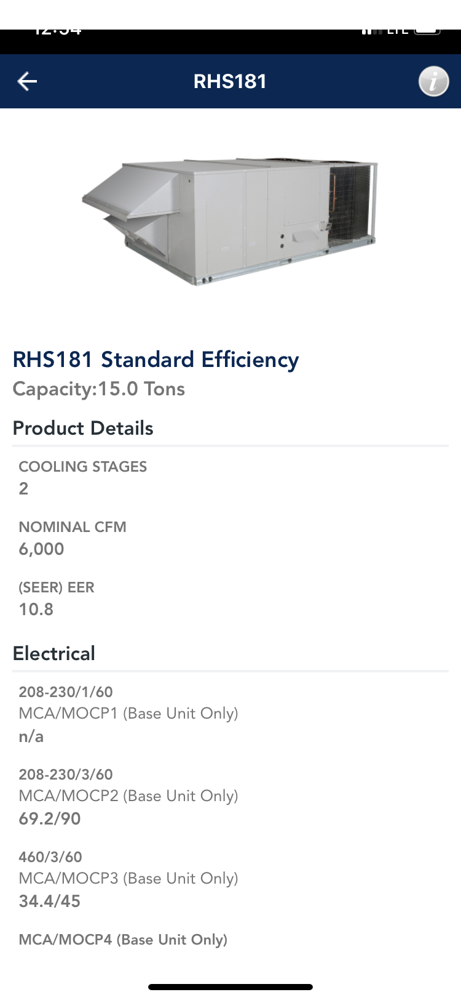 12:54
LTE
RHS181
i
RHS181 Standard Efficiency
Capacity:15.0 Tons
Product Details
COOLING STAGES
2
NOMINAL CFM
6,000
(SEER) EER
10.8
Electrical
208-230/1/60
MCA/MOCP1 (Base Unit Only)
n/a
208-230/3/60
MCA/MOCP2 (Base Unit Only)
69.2/90
460/3/60
MCA/MOCP3 (Base Unit Only)
34.4/45
MCA/MOCP4 (Base Unit Only)